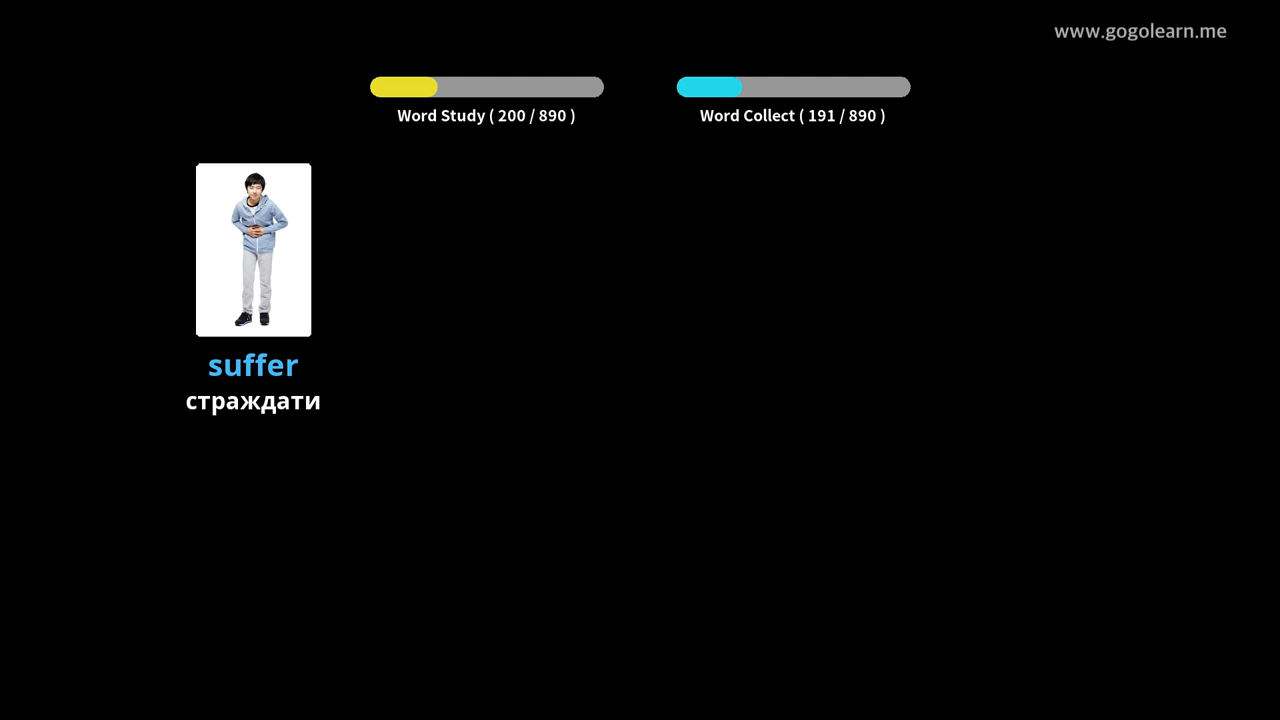 www.gogolearn.me
Word Study ( 200 / 890 )
Word Collect ( 191 / 890 )
suffer
страждати